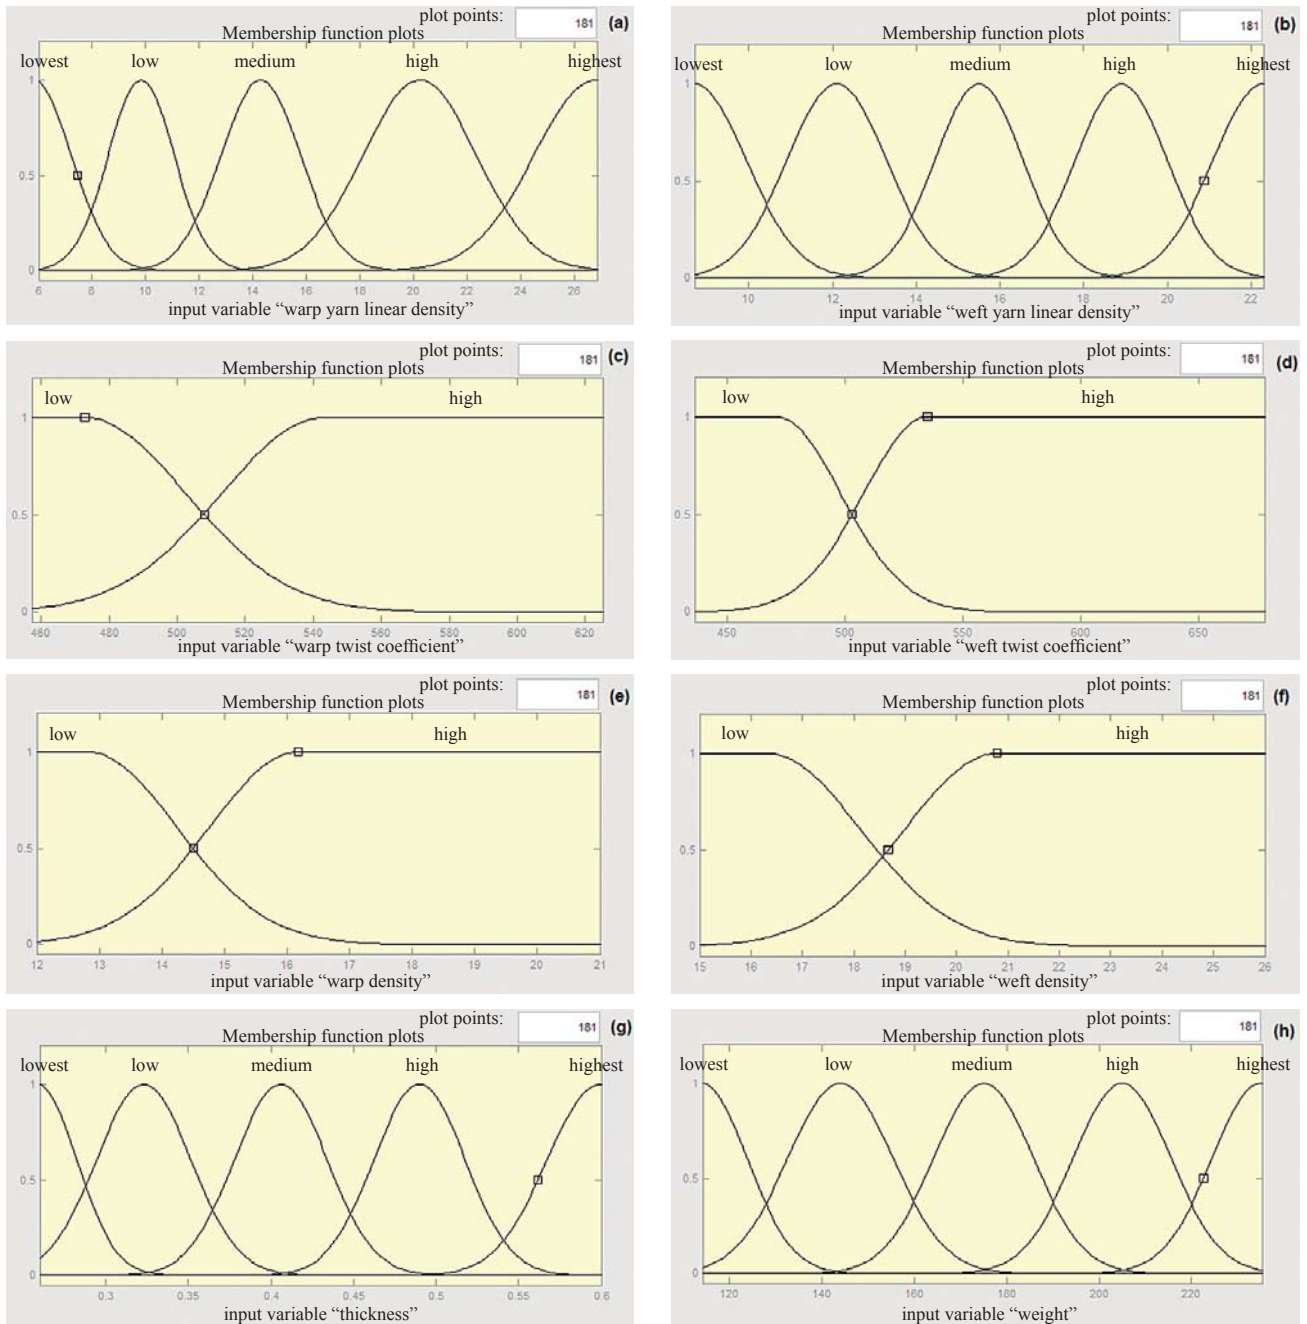 plot points: 181 (a)
Membership function plots
lowest low medium high highest
1
0.5
0
6 8 10 12 14 16 18 20 22 24 26
input variable “warp yarn linear density”
plot points: 181 (b)
Membership function plots
lowest low medium high highest
1
0.5
0
10 12 14 16 18 20 22
input variable “weft yarn linear density”
plot points: 181 (c)
Membership function plots
low high
1
0.5
0
460 480 500 520 540 560 580 600 620
input variable “warp twist coefficient”
plot points: 181 (d)
Membership function plots
low high
1
0.5
0
450 500 550 600 650
input variable “weft twist coefficient”
plot points: 181 (e)
Membership function plots
low high
1
0.5
0
12 13 14 15 16 17 18 19 20 21
input variable “warp density”
plot points: 181 (f)
Membership function plots
low high
1
0.5
0
15 16 17 18 19 20 21 22 23 24 25 26
input variable “weft density”
plot points: 181 (g)
Membership function plots
lowest low medium high highest
1
0.5
0
0.3 0.35 0.4 0.45 0.5 0.55 0.6
input variable “thickness”
plot points: 181 (h)
Membership function plots
lowest low medium high highest
1
0.5
0
120 140 160 180 200 220
input variable “weight”